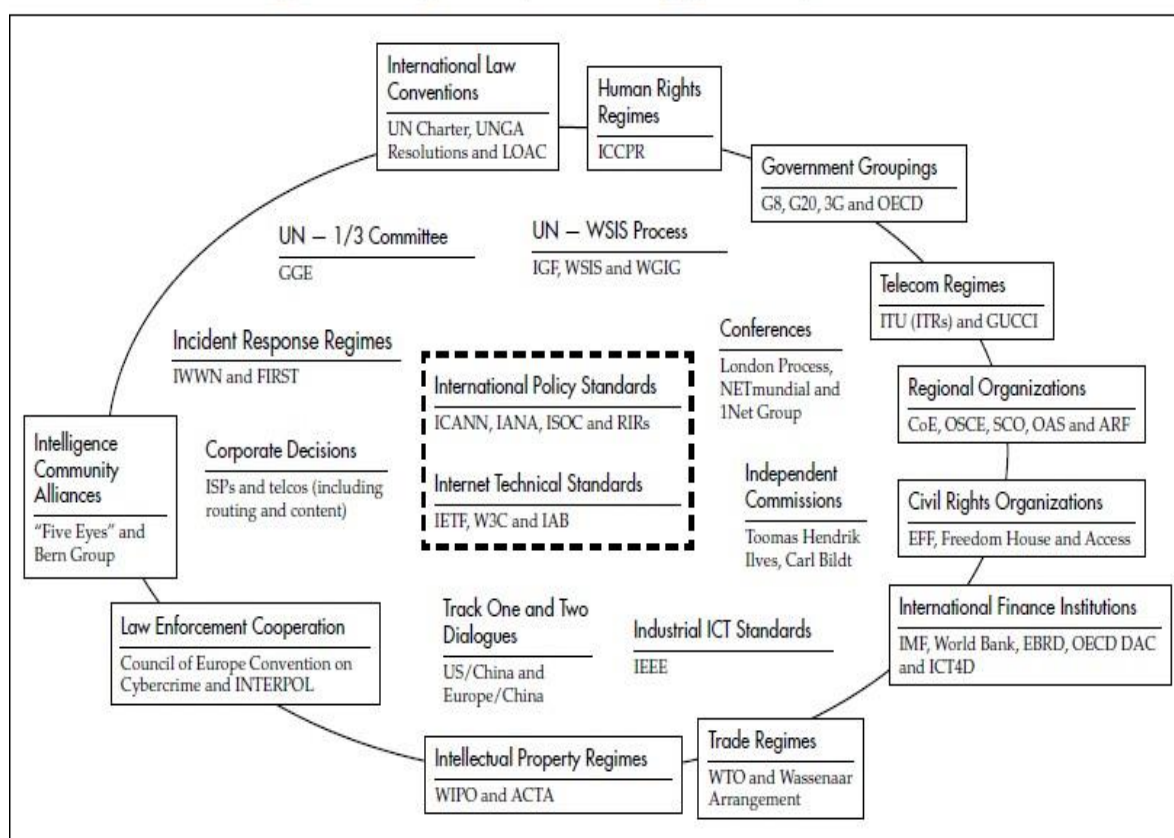 International Law
Conventions
UN Charter, UNGA
Resolutions and LOAC
Human Rights
Regimes
ICCPR
Government Groupings
G8, G20, 3G and OECD
UN – 1/3 Committee
GGE
UN – WSIS Process
IGF, WSIS and WGIG
Telecom Regimes
ITU (ITRs) and GUCCI
Incident Response Regimes
IWWN and FIRST
Conferences
London Process,
NETmundial and
1Net Group
International Policy Standards
ICANN, IANA, ISOC and RIRs
Regional Organizations
CoE, OSCE, SCO, OAS and ARF
Intelligence
Community
Alliances
"Five Eyes" and
Bern Group
Corporate Decisions
ISPs and telcos (including
routing and content)
Internet Technical Standards
IETF, W3C and IAB
Independent
Commissions
Toomas Hendrik
Ilves, Carl Bildt
Civil Rights Organizations
EFF, Freedom House and Access
Law Enforcement Cooperation
Council of Europe Convention on
Cybercrime and INTERPOL
Track One and Two
Dialogues
US/China and
Europe/China
Industrial ICT Standards
IEEE
International Finance Institutions
IMF, World Bank, EBRD, OECD DAC
and ICT4D
Intellectual Property Regimes
WIPO and ACTA
Trade Regimes
WTO and Wassenaar
Arrangement